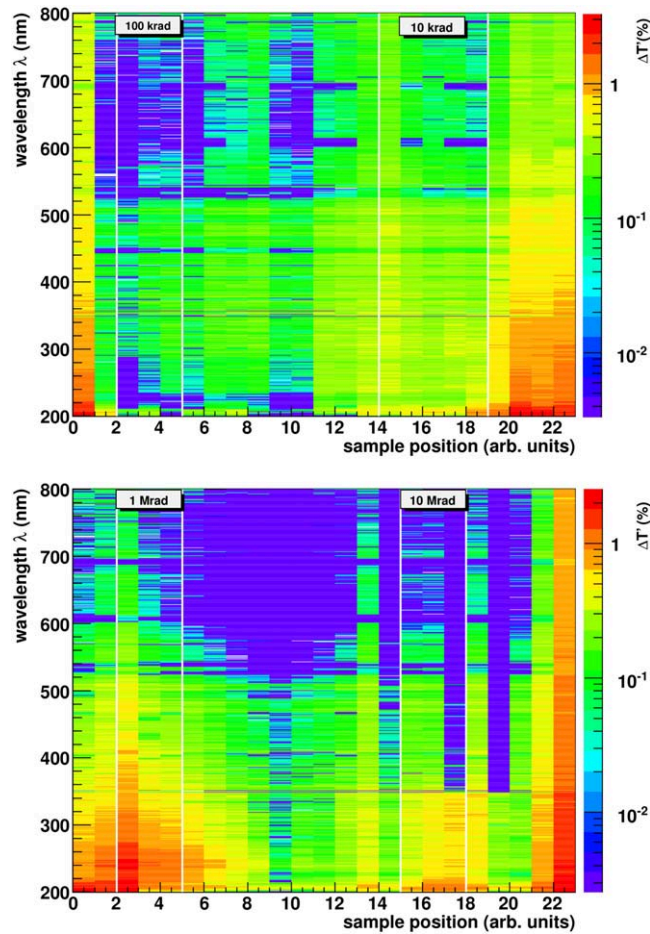 100 krad
10 krad
ΔT'(%)
wavelength λ (nm)
800
700
600
500
400
300
200
1
10⁻¹
10⁻²
0 2 4 6 8 10 12 14 16 18 20 22
sample position (arb. units)
1 Mrad
10 Mrad
ΔT' (%)
wavelength λ (nm)
800
700
600
500
400
300
200
1
10⁻¹
10⁻²
0 2 4 6 8 10 12 14 16 18 20 22
sample position (arb. units)